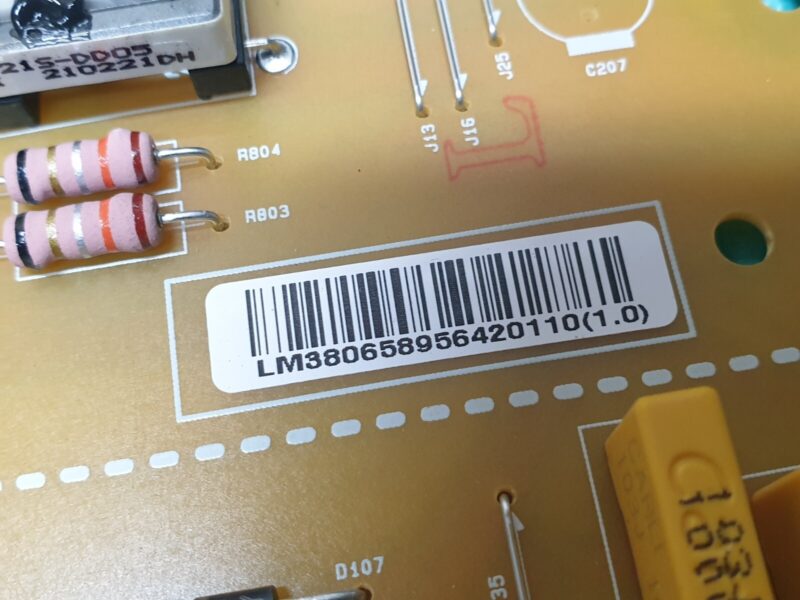 21S-DD05
210221DH
J25
C207
J13
J16
L
R804
R803
LM380658956420110(1.0)
D107